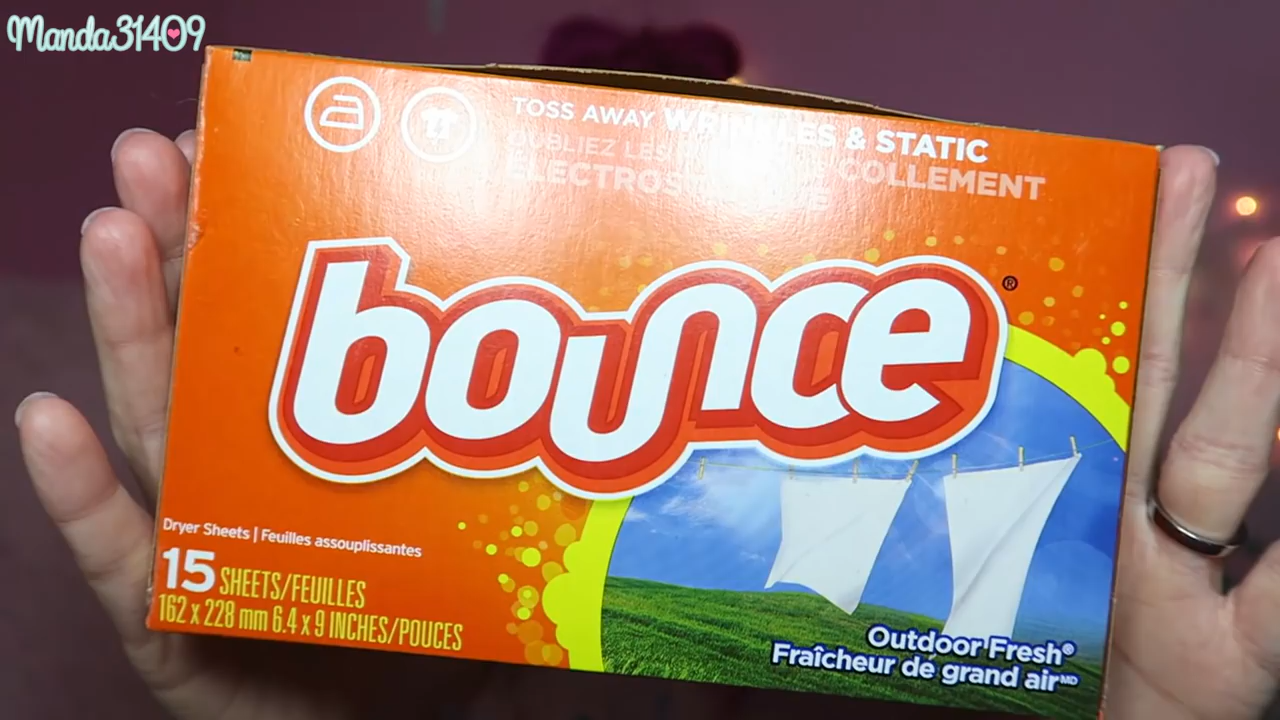 Manda31409
TOSS AWAY WRINKLES & STATIC
OUBLIEZ LES COLLEMENT
bounce®
Dryer Sheets | Feuilles assouplissantes
15 SHEETS/FEUILLES
162 x 228 mm 6.4 x 9 INCHES/POUCES
Outdoor Fresh®
Fraîcheur de grand airMD